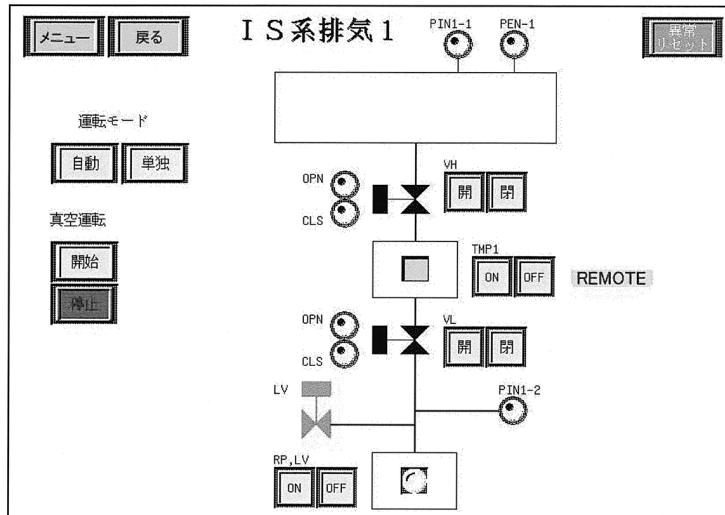 メニュー
戻る
IS系排気1
PIN1-1
PEN-1
異常
リセット
運転モード
自動
単独
OPN
CLS
VH
開
閉
真空運転
開始
停止
TMP1
ON
OFF
REMOTE
OPN
CLS
VL
開
閉
LV
PIN1-2
RP,LV
ON
OFF